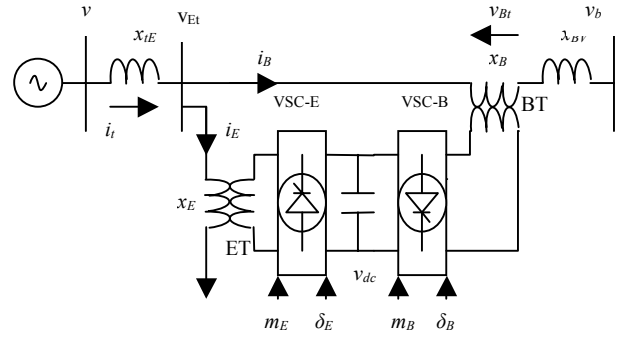 v
x_tE
v_Et
v_Bt
v_b
i_B
x_B
i_t
i_E
VSC-E
VSC-B
BT
x_E
ET
v_dc
m_E
δ_E
m_B
δ_B